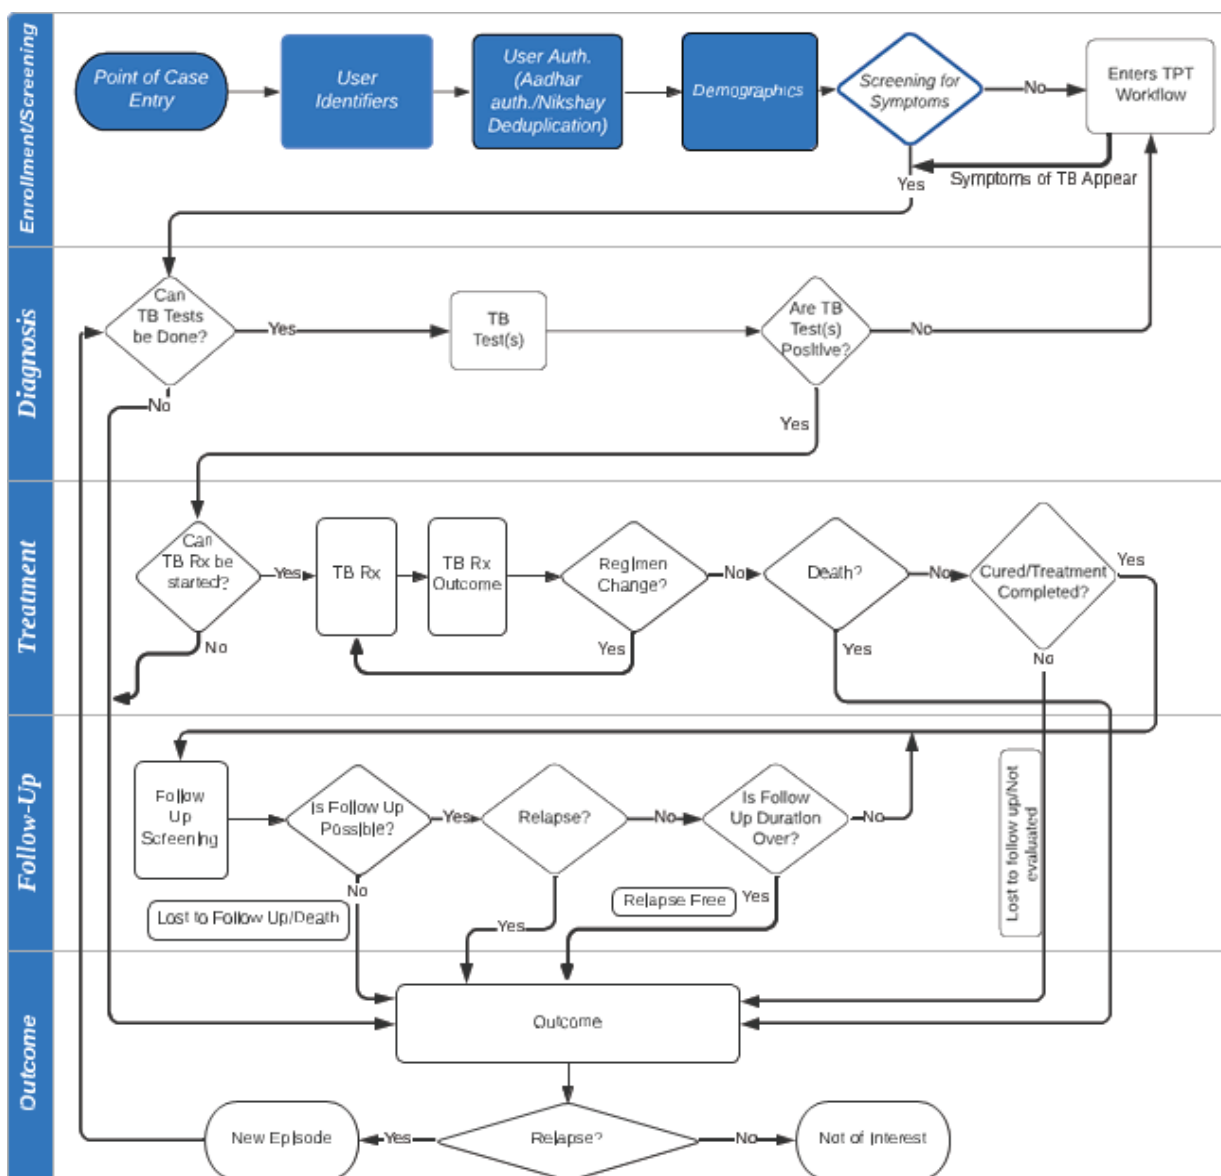 Enrollment/Screening
Point of Case
Entry
User
Identifiers
User Auth.
(Aadhar
auth./Nikshay
Deduplication)
Demographics
Screening for
Symptoms
No
Enters TPT
Workflow
Yes
Symptoms of TB Appear
Diagnosis
Can
TB Tests
be Done?
Yes
TB
Test(s)
Are TB
Test(s)
Positive?
No
No
Yes
Treatment
Can
TB Rx be
started?
Yes
TB Rx
TB Rx
Outcome
Regimen
Change?
No
Death?
No
Cured/Treatment
Completed?
Yes
No
Yes
Yes
No
Follow-Up
Follow
Up
Screening
Is Follow Up
Possible?
Yes
Relapse?
No
Is Follow
Up Duration
Over?
No
Lost to follow up/Not
evaluated
No
Lost to Follow Up/Death
Yes
Relapse Free
Yes
Outcome
Outcome
New Episode
Yes
Relapse?
No
Not of Interest